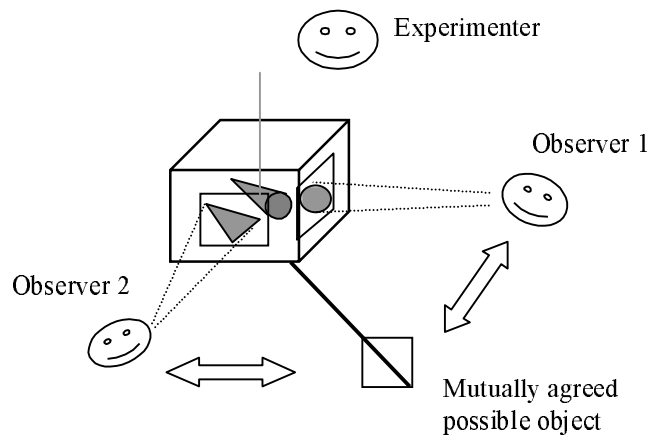 Experimenter
Observer 1
Observer 2
Mutually agreed
possible object